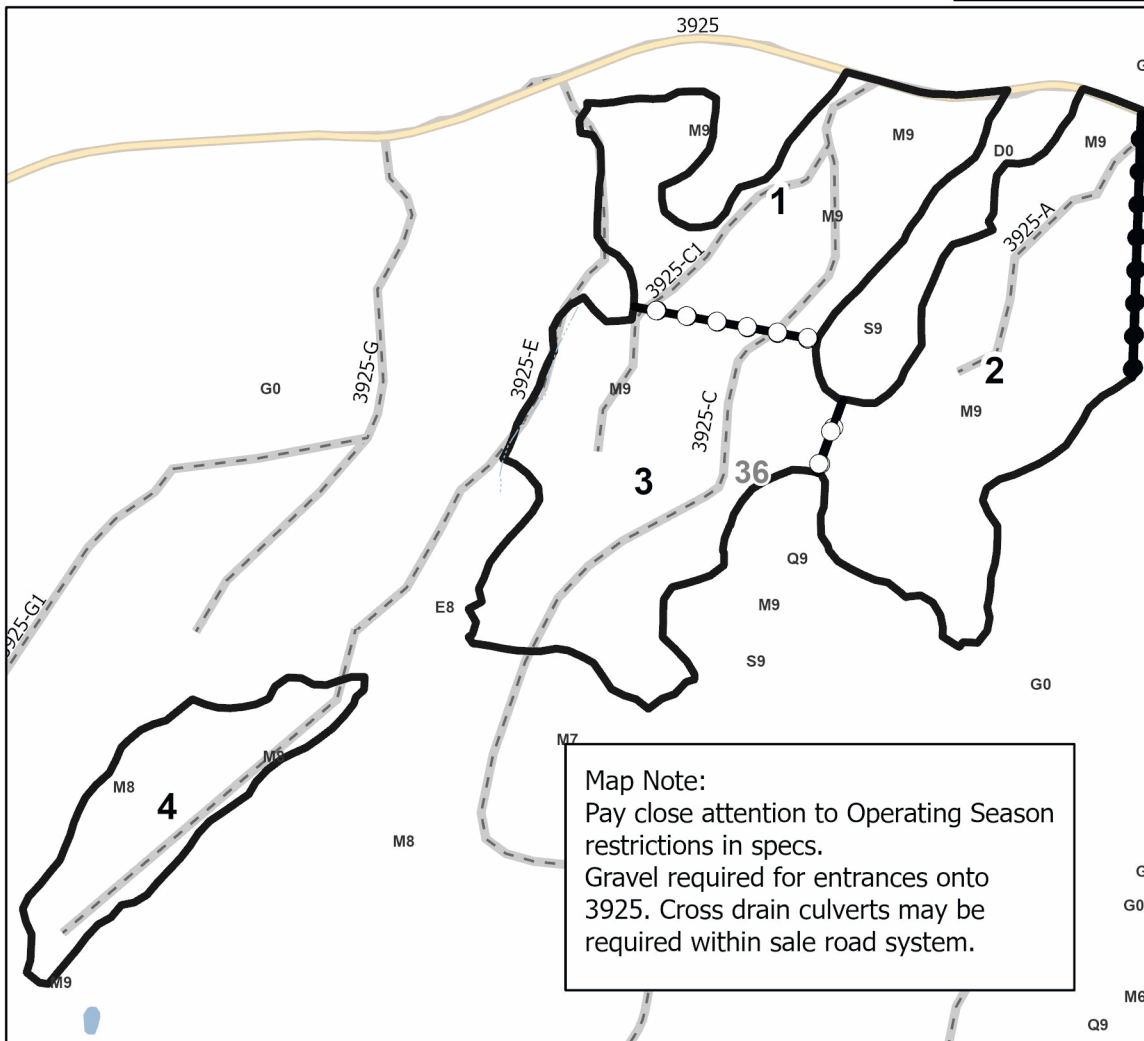 3925
G
M9
M9
D0
M9
1
M9
3925-A
3925-C1
S9
3925-E
2
3925-G
G0
M9
3925-C
M9
36
3
Q9
3925-G1
E8
M9
S9
G0
M7
M8
M8
4
M8
Map Note:
Pay close attention to Operating Season
restrictions in specs.
Gravel required for entrances onto
3925. Cross drain culverts may be
required within sale road system.
G
G0
M9
M6
Q9